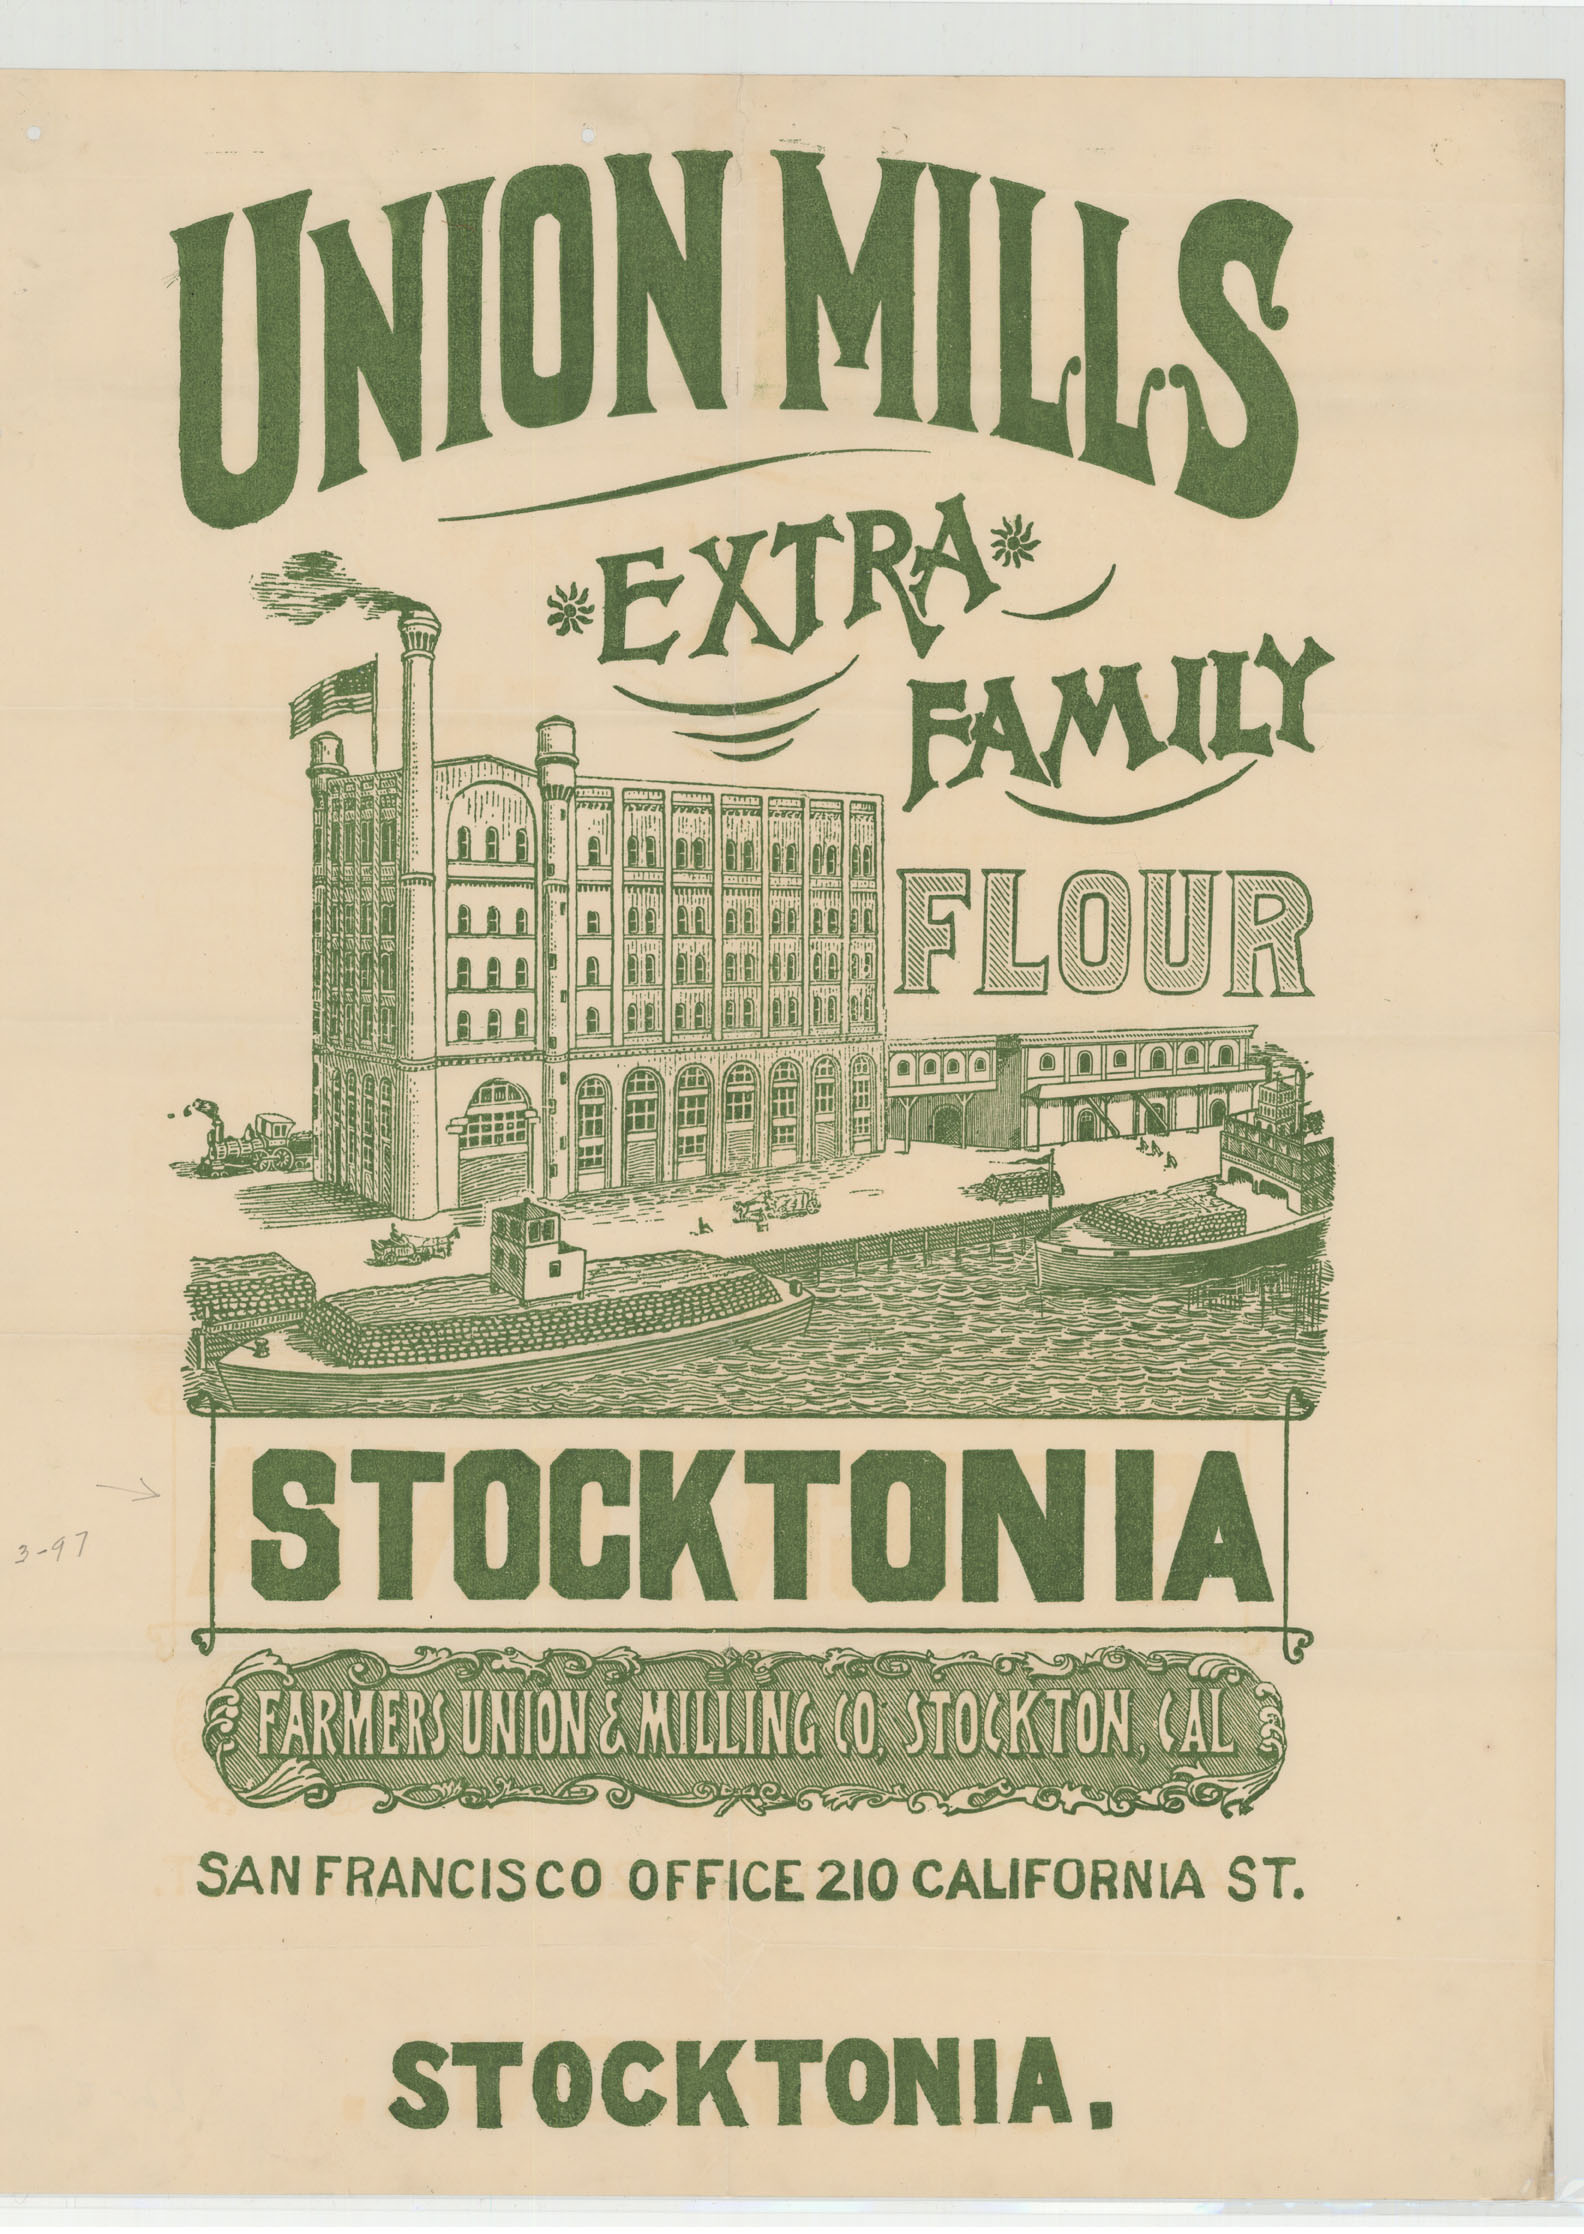 UNION MILLS
EXTRA
FAMILY
FLOUR
STOCKTONIA
3-97
FARMERS UNION & MILLING CO; STOCKTON, CAL
SAN FRANCISCO OFFICE 210 CALIFORNIA ST.
STOCKTONIA.